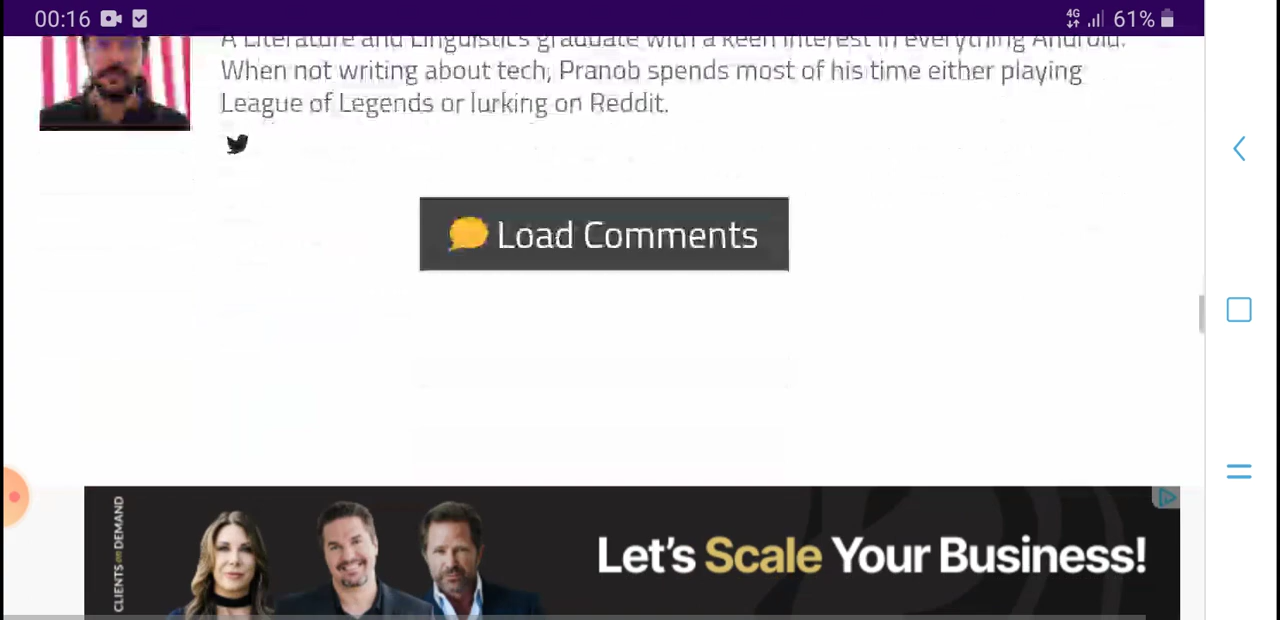 00:16 4G 61%
A Literature and Linguistics graduate with a keen interest in everything Android.
When not writing about tech, Pranob spends most of his time either playing
League of Legends or lurking on Reddit.
Load Comments
CLIENTS on DEMAND
Let's Scale Your Business!